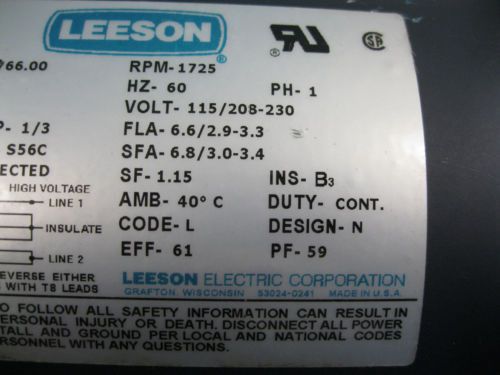 LEESON
766.00 RPM-1725
HZ- 60 PH- 1
VOLT- 115/208-230
P- 1/3 FLA- 6.6/2.9-3.3
S56C SFA- 6.8/3.0-3.4
ECTED SF- 1.15 INS- B3
HIGH VOLTAGE AMB- 40° C DUTY- CONT.
LINE 1
INSULATE CODE- L DESIGN- N
LINE 2 EFF- 61 PF- 59
EVERSE EITHER
S WITH T8 LEADS
LEESON ELECTRIC CORPORATION
GRAFTON, WISCONSIN 53024-0241 MADE IN U.S.A.
TO FOLLOW ALL SAFETY INFORMATION CAN RESULT IN
ERSONAL INJURY OR DEATH. DISCONNECT ALL POWER
TALL AND GROUND PER LOCAL AND NATIONAL CODES
RSONNEL WITH ANY QUESTIONS.